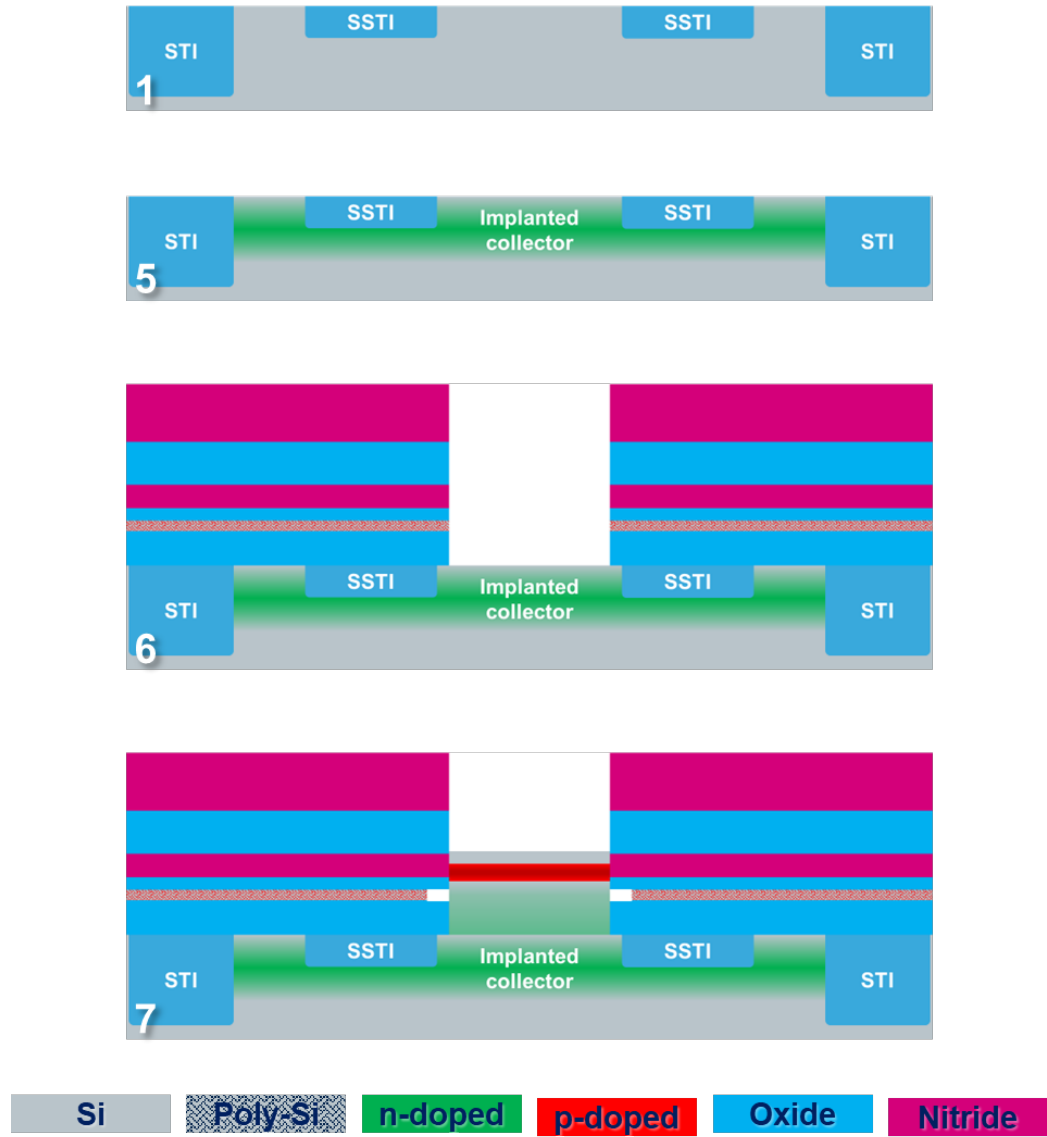 SSTI SSTI
STI STI
1
SSTI Implanted SSTI
STI collector STI
5
SSTI Implanted SSTI
STI collector STI
6
SSTI Implanted SSTI
STI collector STI
7
Si Poly-Si n-doped p-doped Oxide Nitride